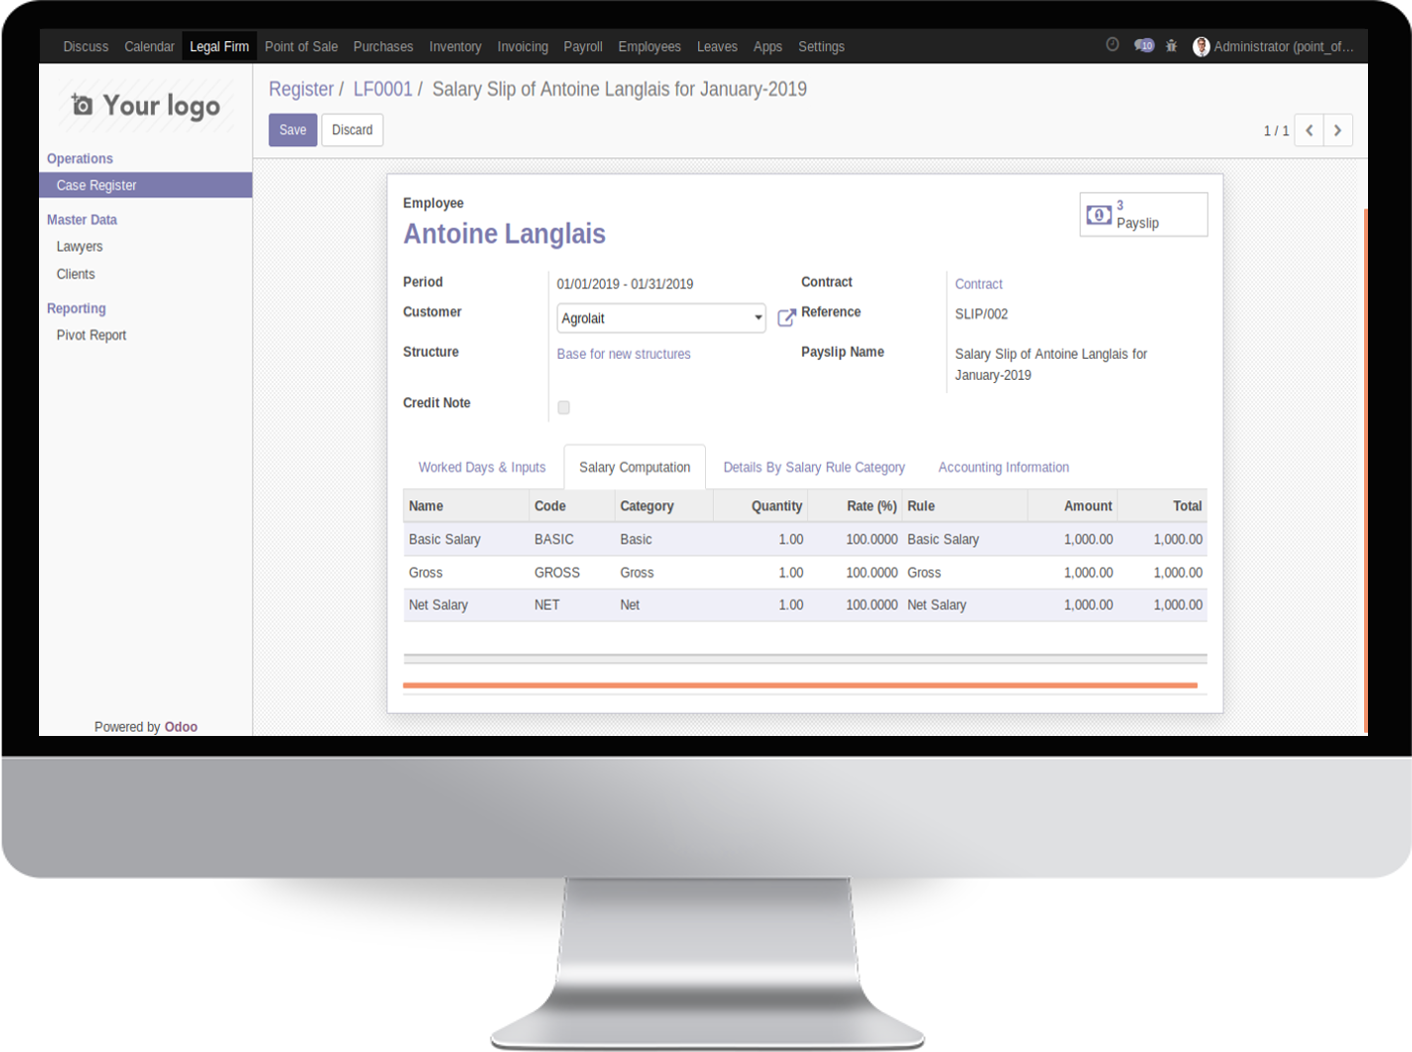 Discuss Calendar Legal Firm Point of Sale Purchases Inventory Invoicing Payroll Employees Leaves Apps Settings 10 Administrator (point_of...
Your logo
Operations
Case Register
Master Data
Lawyers
Clients
Reporting
Pivot Report
Powered by Odoo
Register / LF0001 / Salary Slip of Antoine Langlais for January-2019
Save Discard 1 / 1
Employee
Antoine Langlais
3
Payslip
Period 01/01/2019 - 01/31/2019 Contract Contract
Customer Agrolait Reference SLIP/002
Structure Base for new structures Payslip Name Salary Slip of Antoine Langlais for
January-2019
Credit Note
Worked Days & Inputs Salary Computation Details By Salary Rule Category Accounting Information
Name Code Category Quantity Rate (%) Rule Amount Total
Basic Salary BASIC Basic 1.00 100.0000 Basic Salary 1,000.00 1,000.00
Gross GROSS Gross 1.00 100.0000 Gross 1,000.00 1,000.00
Net Salary NET Net 1.00 100.0000 Net Salary 1,000.00 1,000.00